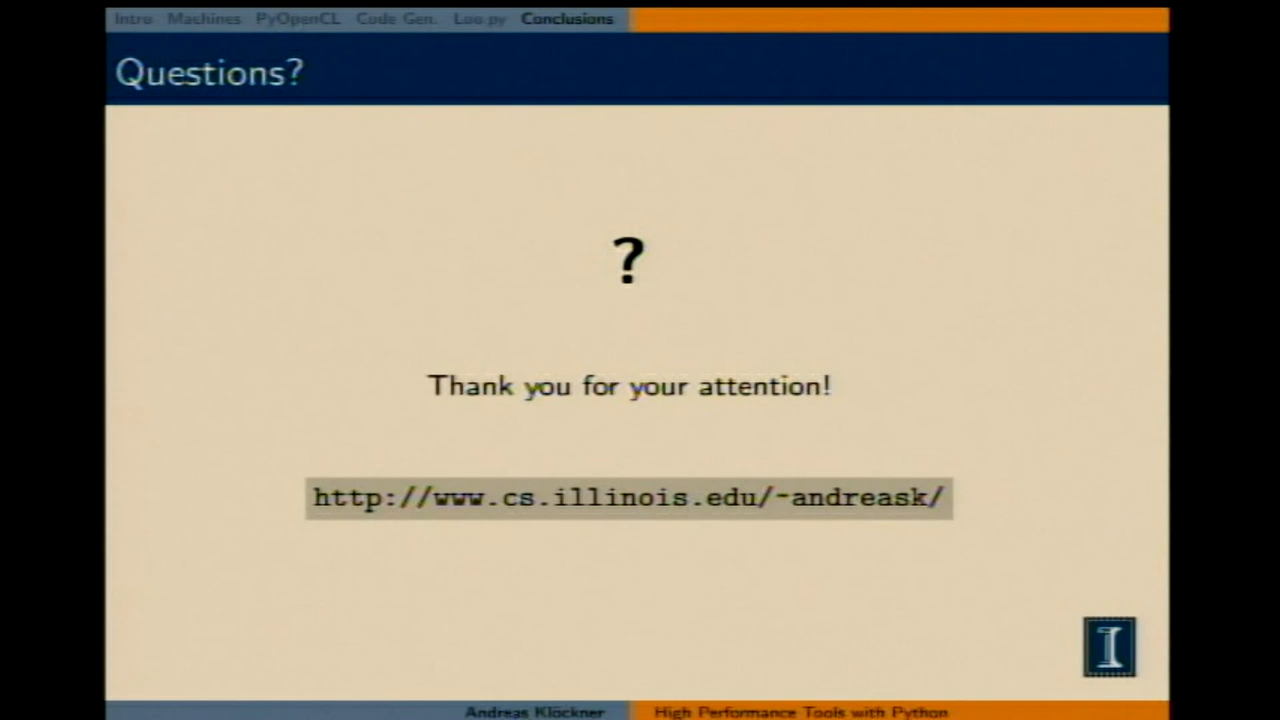 Intro Machines PyOpenCL Code Gen. Loo.py Conclusions
Questions?
?
Thank you for your attention!
http://www.cs.illinois.edu/~andreask/
I
Andreas Klöckner High Performance Tools with Python